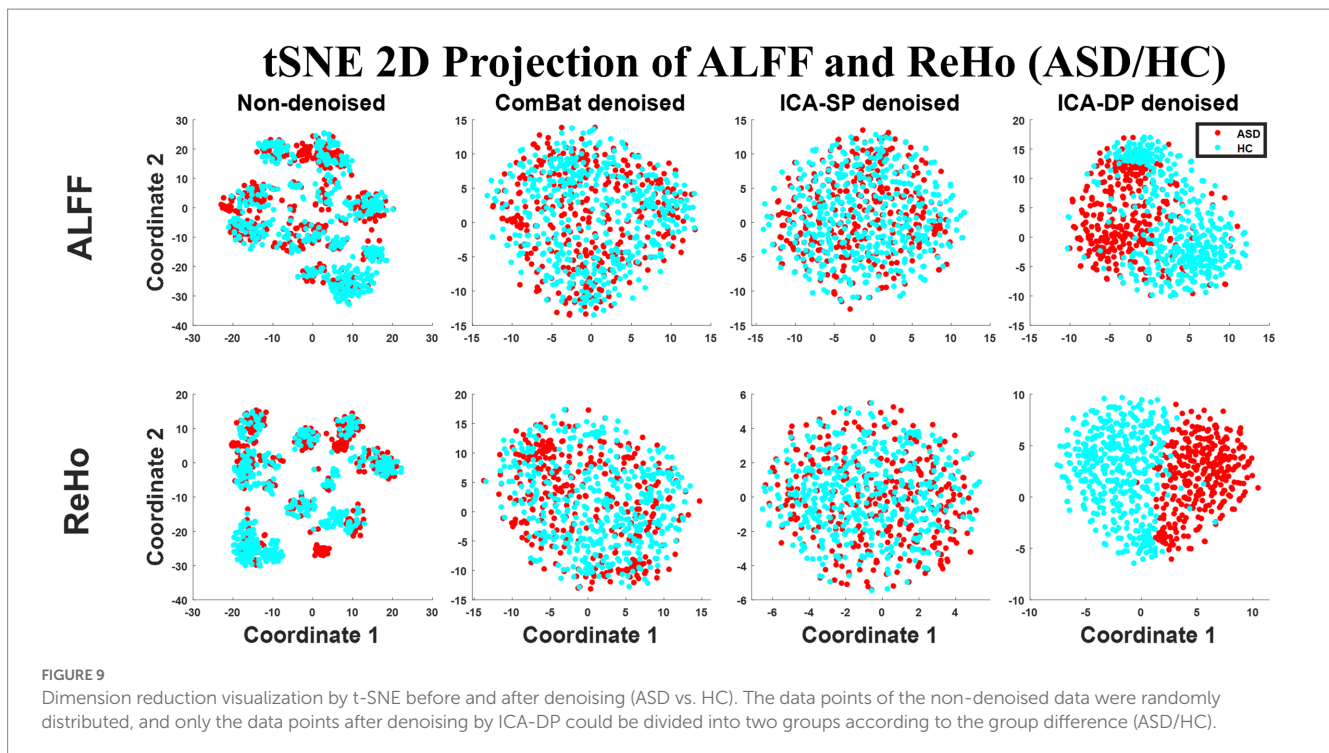 tSNE 2D Projection of ALFF and ReHo (ASD/HC)
Non-denoised
ComBat denoised
ICA-SP denoised
ICA-DP denoised
ALFF
Coordinate 2
30
20
10
0
-10
-20
-30
-40
-30 -20 -10 0 10 20 30
15
10
5
0
-5
-10
-15
-15 -10 -5 0 5 10 15
15
10
5
0
-5
-10
-15
-15 -10 -5 0 5 10 15
20
15
10
5
0
-5
-10
-15
-10 -5 0 5 10 15
ASD
HC
ReHo
Coordinate 2
20
10
0
-10
-20
-30
-40
-30 -20 -10 0 10 20 30
Coordinate 1
20
15
10
5
0
-5
-10
-15
-15 -10 -5 0 5 10 15
Coordinate 1
6
4
2
0
-2
-4
-6
-6 -4 -2 0 2 4
Coordinate 1
10
5
0
-5
-10
-10 -5 0 5 10
Coordinate 1
FIGURE 9
Dimension reduction visualization by t-SNE before and after denoising (ASD vs. HC). The data points of the non-denoised data were randomly
distributed, and only the data points after denoising by ICA-DP could be divided into two groups according to the group difference (ASD/HC).